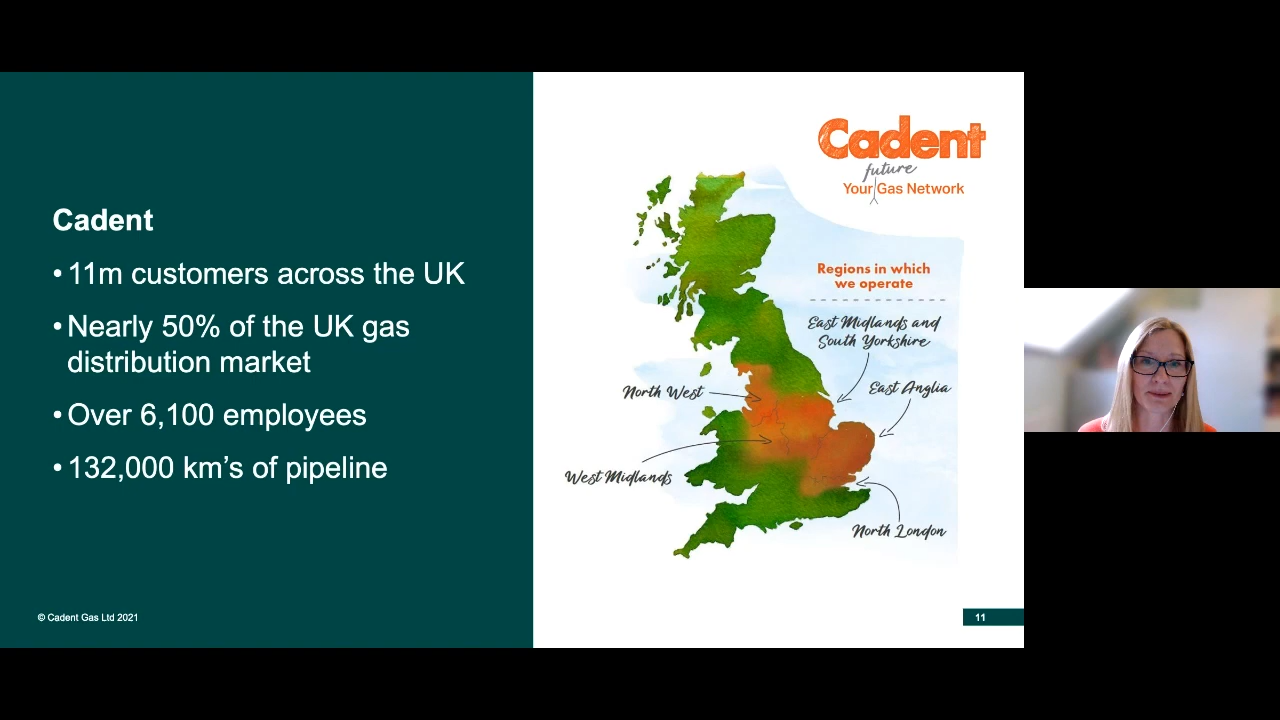 Cadent
• 11m customers across the UK
• Nearly 50% of the UK gas
distribution market
• Over 6,100 employees
• 132,000 km’s of pipeline
© Cadent Gas Ltd 2021
Cadent
future
Your Gas Network
Regions in which
we operate
East Midlands and
South Yorkshire
North West
East Anglia
West Midlands
North London
11